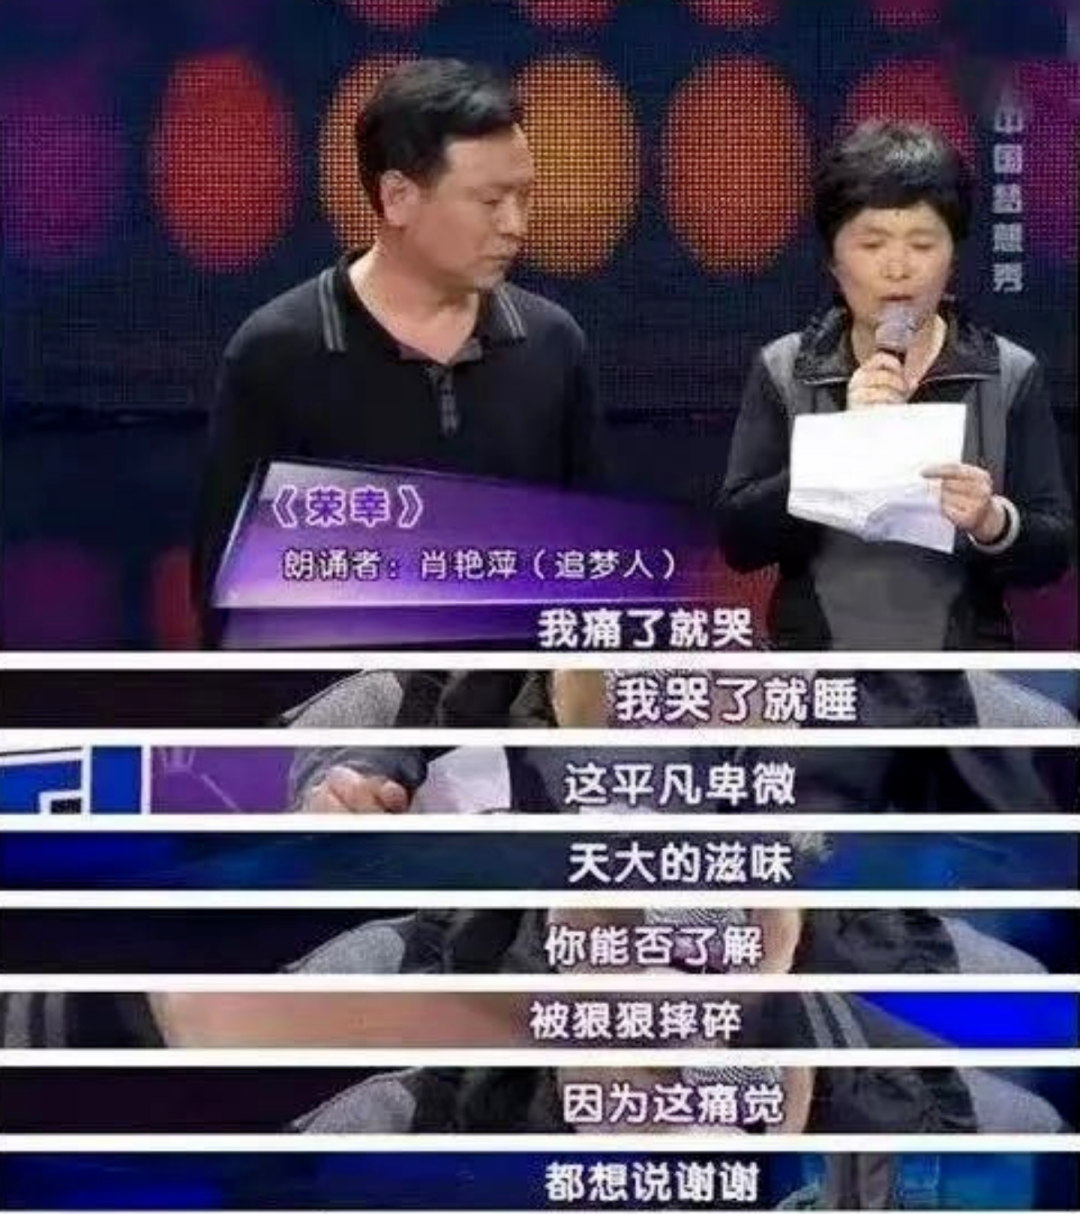 中国梦想秀
《荣幸》
朗诵者：肖艳萍（追梦人）
我痛了就哭
我哭了就睡
这平凡卑微
天大的滋味
你能否了解
被狠狠摔碎
因为这痛觉
都想说谢谢